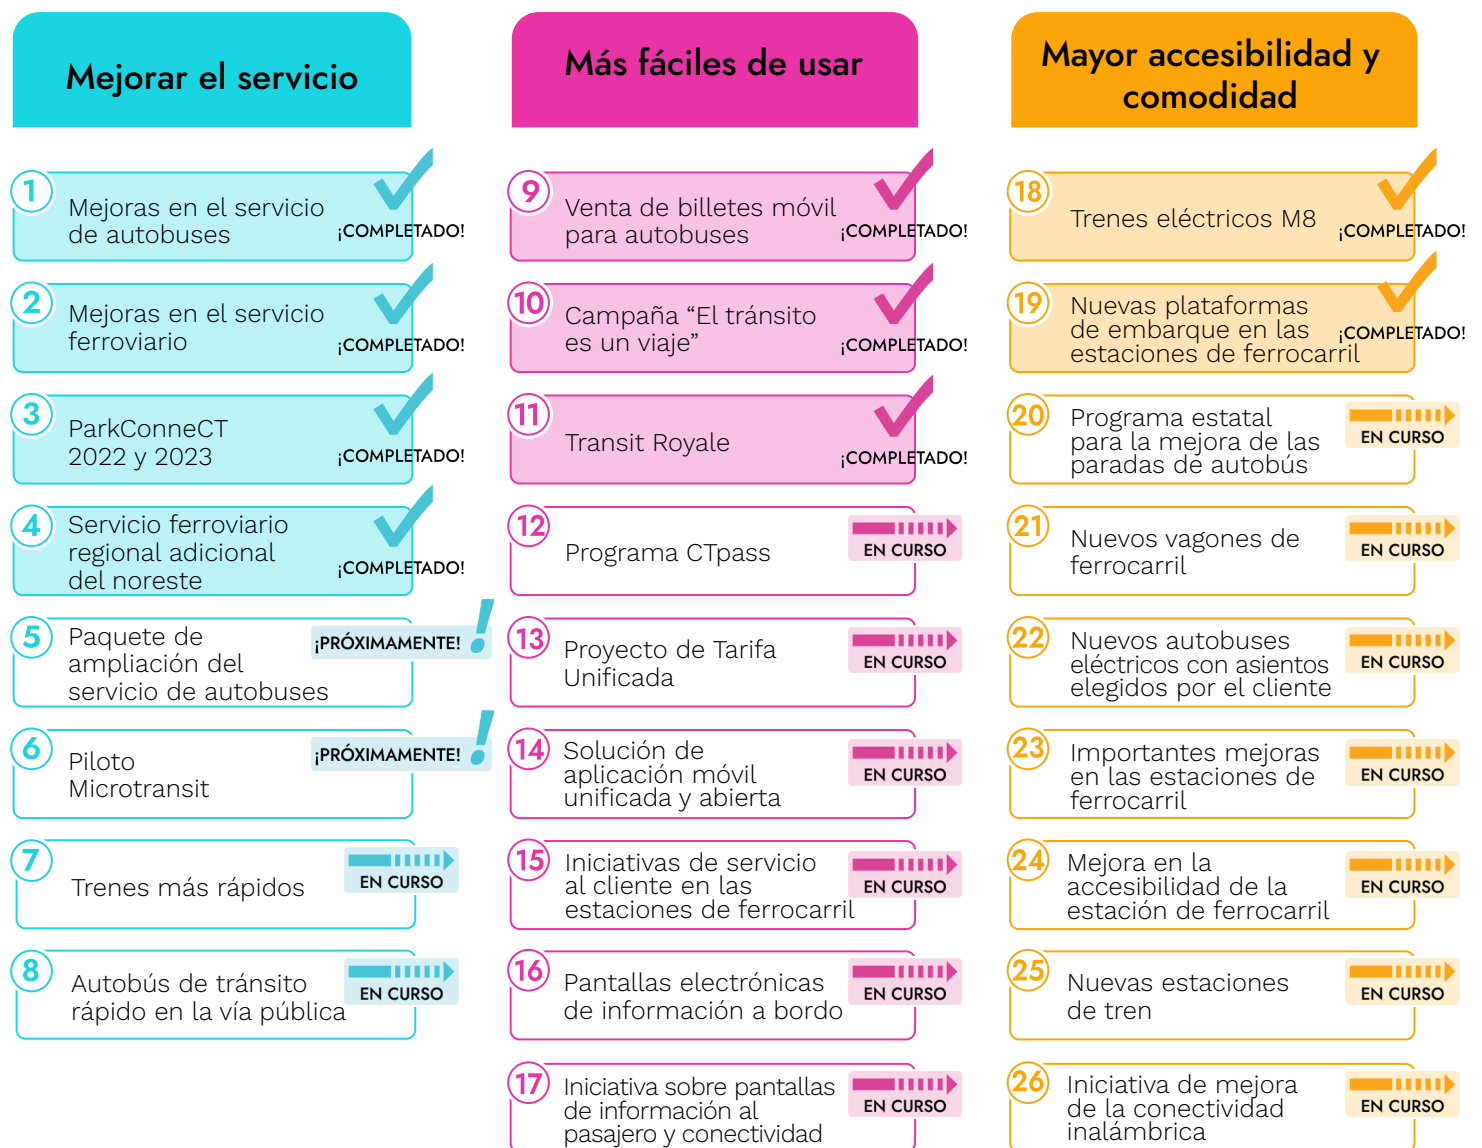 Mejorar el servicio
1
Mejoras en el servicio
de autobuses
¡COMPLETADO!
2
Mejoras en el servicio
ferroviario
¡COMPLETADO!
3
ParkConneCT
2022 y 2023
¡COMPLETADO!
4
Servicio ferroviario
regional adicional
del noreste
¡COMPLETADO!
5
Paquete de
ampliación del
servicio de autobuses
¡PRÓXIMAMENTE!
6
Piloto
Microtransit
¡PRÓXIMAMENTE!
7
Trenes más rápidos
EN CURSO
8
Autobús de tránsito
rápido en la vía pública
EN CURSO
Más fáciles de usar
9
Venta de billetes móvil
para autobuses
¡COMPLETADO!
10
Campaña “El tránsito
es un viaje”
¡COMPLETADO!
11
Transit Royale
¡COMPLETADO!
12
Programa CTpass
EN CURSO
13
Proyecto de Tarifa
Unificada
EN CURSO
14
Solución de
aplicación móvil
unificada y abierta
EN CURSO
15
Iniciativas de servicio
al cliente en las
estaciones de ferrocarril
EN CURSO
16
Pantallas electrónicas
de información a bordo
EN CURSO
17
Iniciativa sobre pantallas
de información al
pasajero y conectividad
EN CURSO
Mayor accesibilidad y
comodidad
18
Trenes eléctricos M8
¡COMPLETADO!
19
Nuevas plataformas
de embarque en las
estaciones de ferrocarril
¡COMPLETADO!
20
Programa estatal
para la mejora de las
paradas de autobús
EN CURSO
21
Nuevos vagones de
ferrocarril
EN CURSO
22
Nuevos autobuses
eléctricos con asientos
elegidos por el cliente
EN CURSO
23
Importantes mejoras
en las estaciones de
ferrocarril
EN CURSO
24
Mejora en la
accesibilidad de la
estación de ferrocarril
EN CURSO
25
Nuevas estaciones
de tren
EN CURSO
26
Iniciativa de mejora
de la conectividad
inalámbrica
EN CURSO